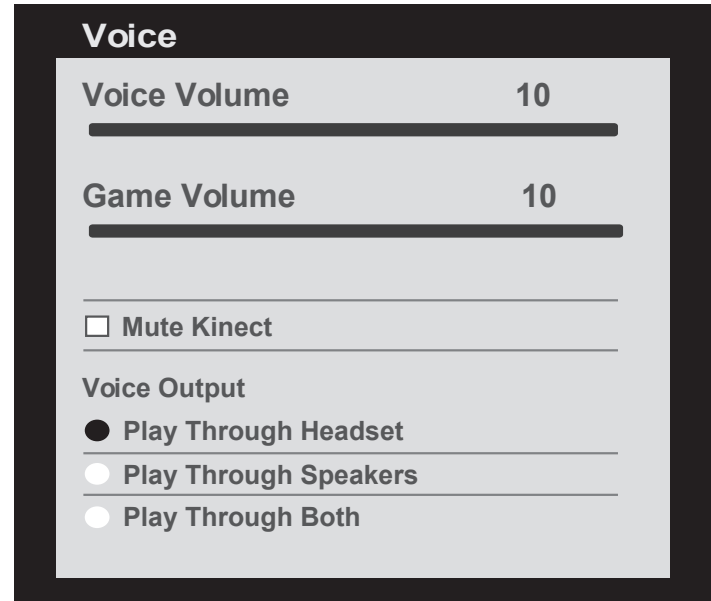 Voice
Voice Volume 10
Game Volume 10
Mute Kinect
Voice Output
Play Through Headset
Play Through Speakers
Play Through Both